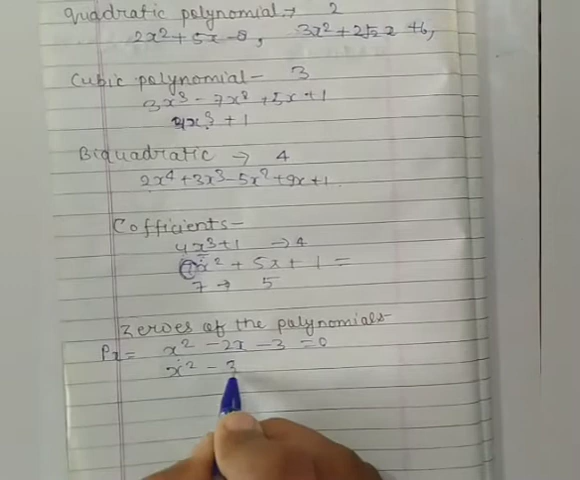 quadratic polynomial → 2
2x² + 5x - 8, 3x² + 2√2 2 + 6,
Cubic polynomial - 3
3x³ - 7x² + 5x + 1
4x³ + 1
Biquadratic → 4
2x⁴ + 3x³ - 5x² + 9x + 1
Cofficients -
4x³ + 1 → 4
7x² + 5x + 1 =
7 → 5
Zeroes of the polynomials -
Px = x² - 2x - 3 = 0
x² - 3